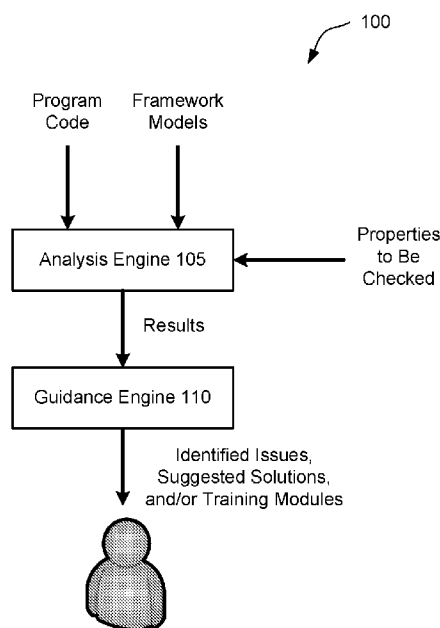 100
Program
Code
Framework
Models
Analysis Engine 105
Properties
to Be
Checked
Results
Guidance Engine 110
Identified Issues,
Suggested Solutions,
and/or Training Modules